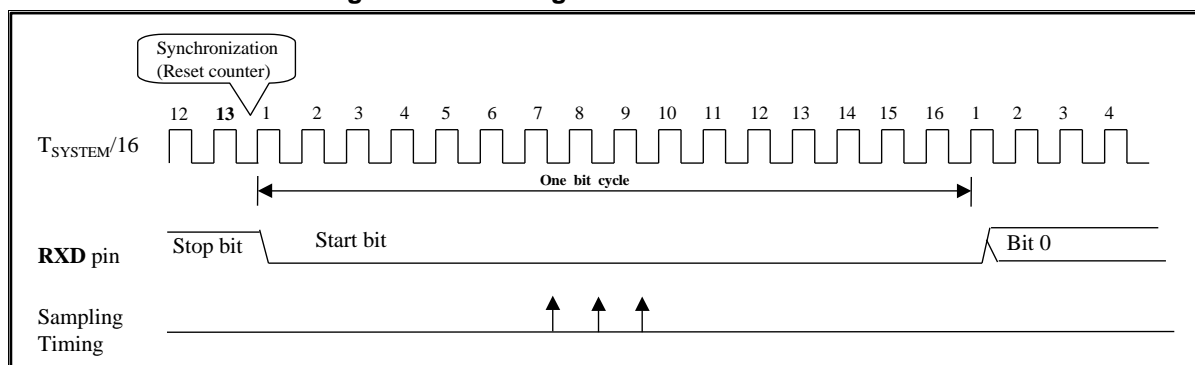 Synchronization
(Reset counter)
12 13 1 2 3 4 5 6 7 8 9 10 11 12 13 14 15 16 1 2 3 4
TSYSTEM/16
One bit cycle
RXD pin Stop bit Start bit Bit 0
Sampling
Timing